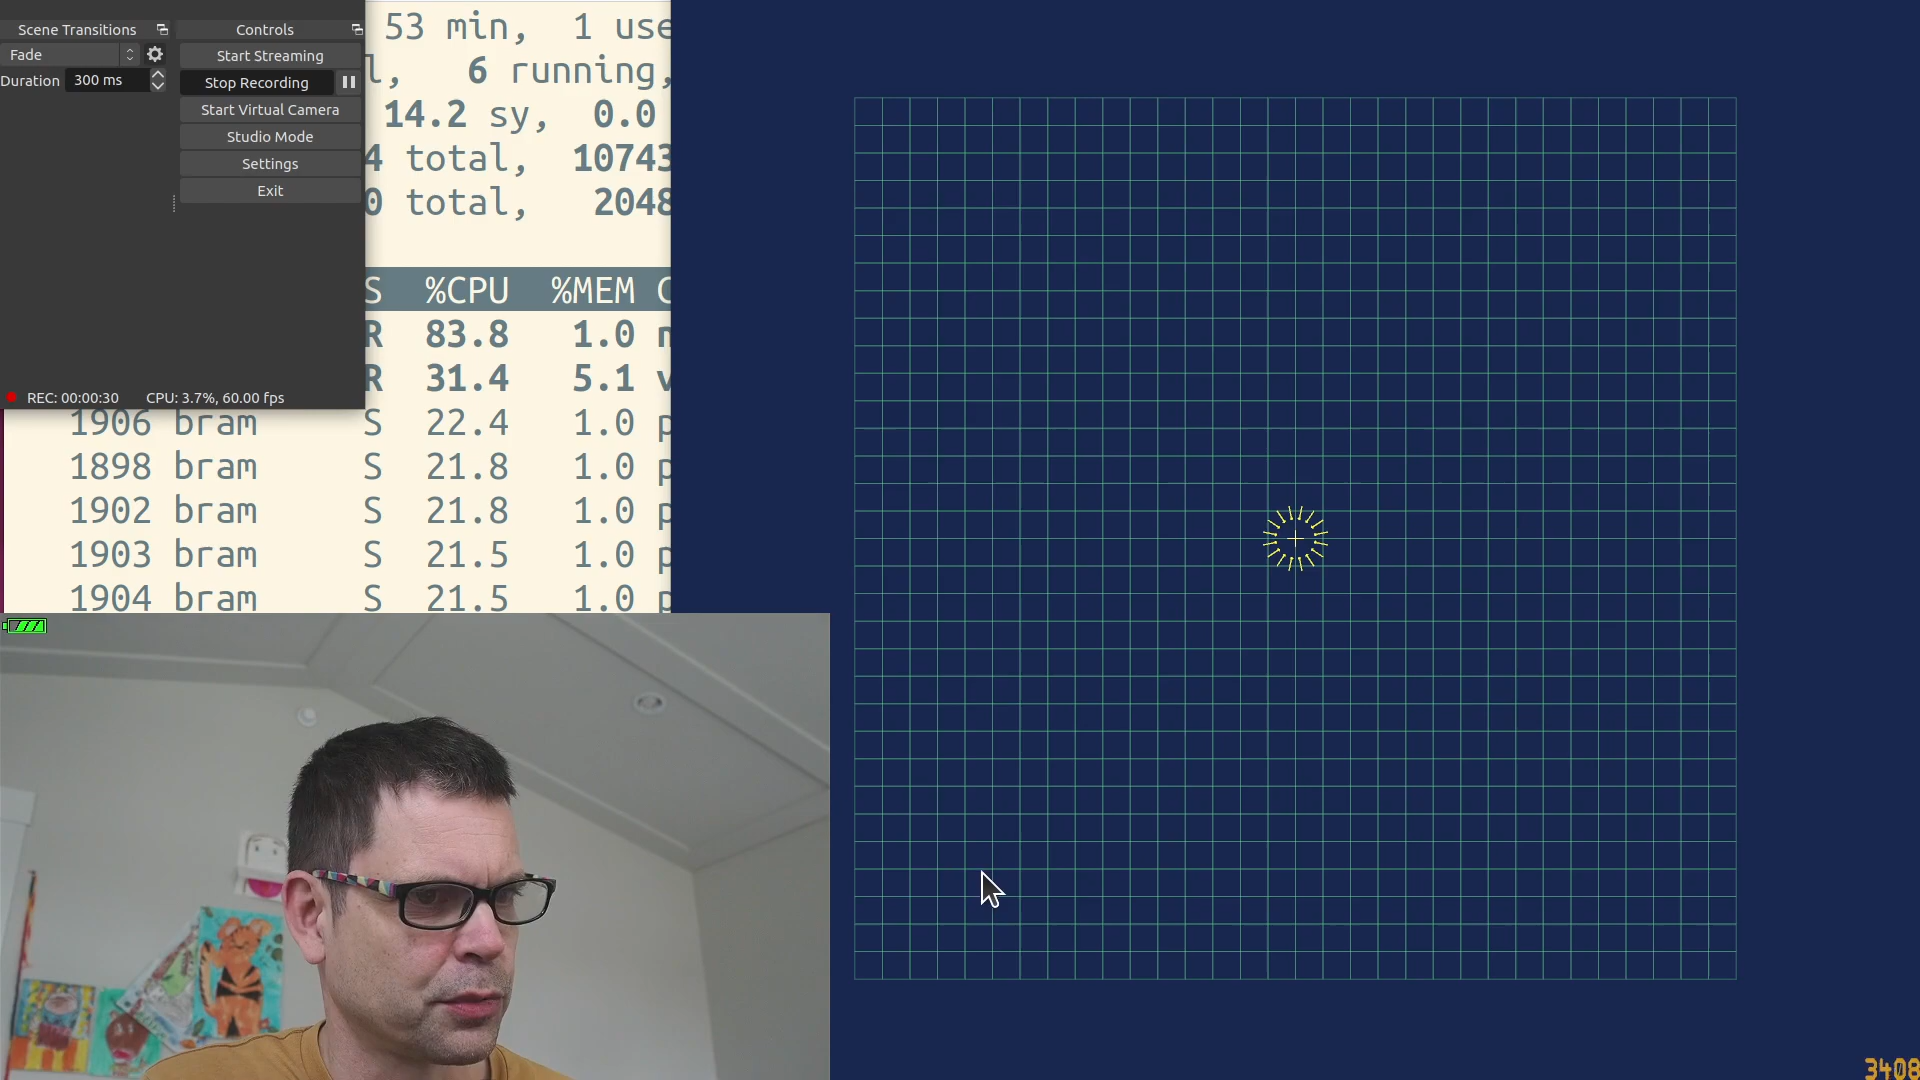 Scene Transitions
Controls
Fade
Start Streaming
Duration 300 ms
Stop Recording
Start Virtual Camera
Studio Mode
Settings
Exit
REC: 00:00:30 CPU: 3.7%, 60.00 fps
53 min, 1 use
l, 6 running,
14.2 sy, 0.0
4 total, 10743
0 total, 2048
S %CPU %MEM C
R 83.8 1.0
R 31.4 5.1 v
1906 bram S 22.4 1.0 p
1898 bram S 21.8 1.0 p
1902 bram S 21.8 1.0 p
1903 bram S 21.5 1.0 p
1904 bram S 21.5 1.0 p
3408